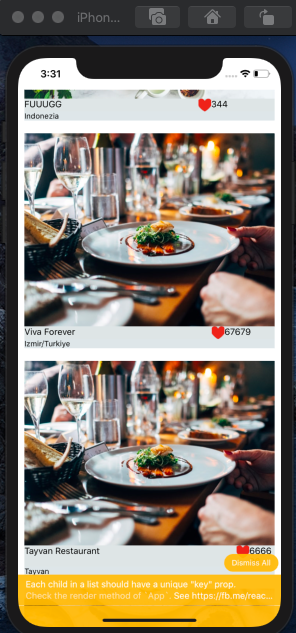 iPhon...
3:31
FUUUGG
344
Indonezia
Viva Forever
67679
Izmir/Turkiye
Tayvan Restaurant
6666
Tayvan
Dismiss All
Each child in a list should have a unique "key" prop.
Check the render method of `App`. See https://fb.me/reac...